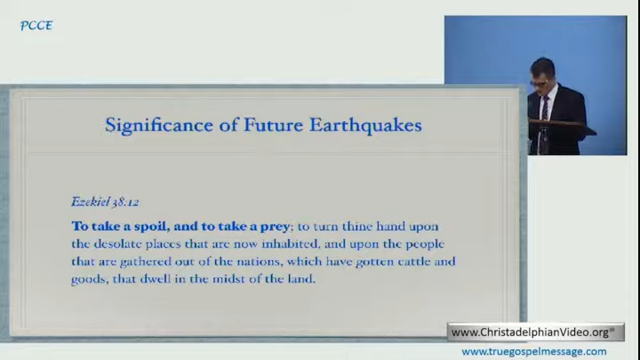 PCCE
Significance of Future Earthquakes
Ezekiel 38.12
To take a spoil, and to take a prey; to turn thine hand upon
the desolate places that are now inhabited, and upon the people
that are gathered out of the nations, which have gotten cattle and
goods, that dwell in the midst of the land.
www.ChristadelphianVideo.org®
www.truegospelmessage.com